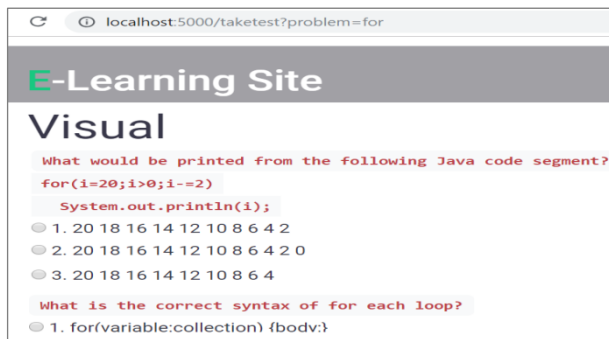 localhost:5000/taketest?problem=for
E-Learning Site
Visual
What would be printed from the following Java code segment?
for(i=20;i>0;i-=2)
System.out.println(i);
1. 20 18 16 14 12 10 8 6 4 2
2. 20 18 16 14 12 10 8 6 4 2 0
3. 20 18 16 14 12 10 8 6 4
What is the correct syntax of for each loop?
1. for(variable:collection) {body;}